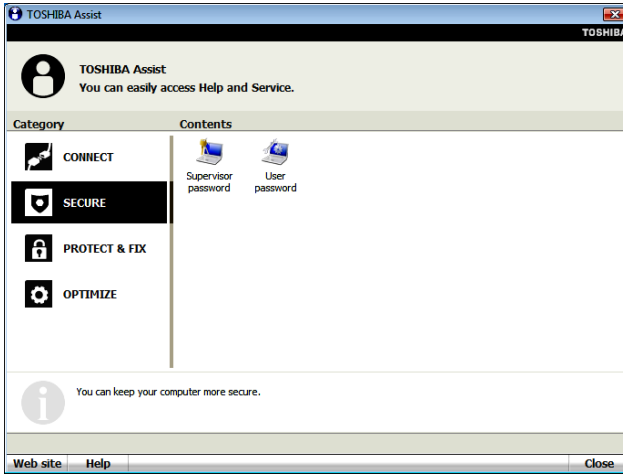 TOSHIBA Assist
TOSHIBA
TOSHIBA Assist
You can easily access Help and Service.
Category
Contents
CONNECT
SECURE
PROTECT & FIX
OPTIMIZE
Supervisor
password
User
password
You can keep your computer more secure.
Web site
Help
Close